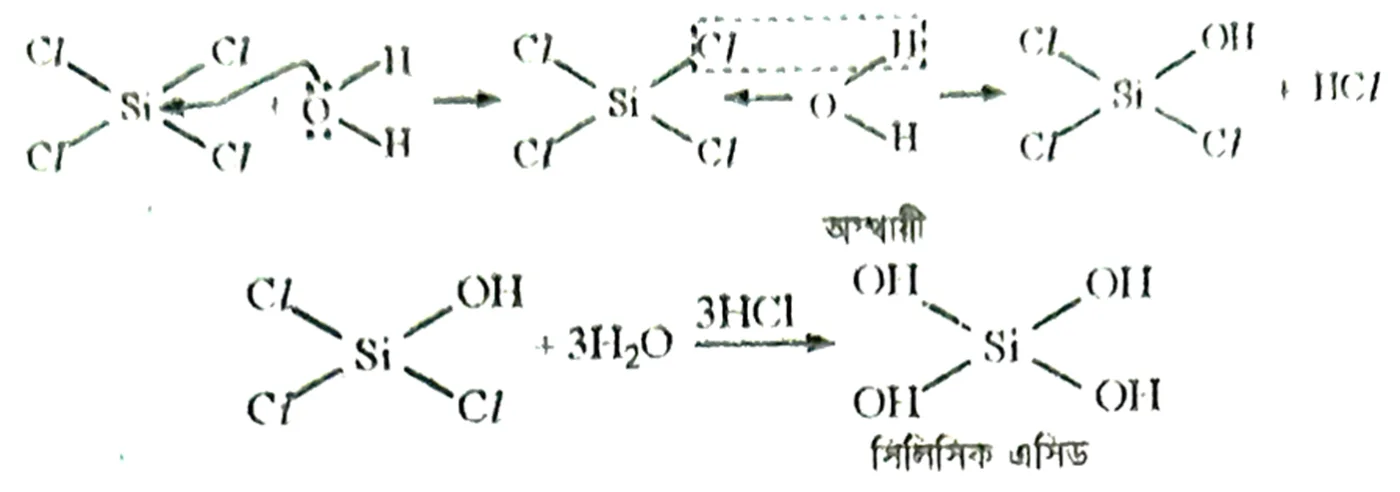 Cl Cl H Cl Cl H Cl OH
Si + O → Si ← O → Si + HCl
Cl Cl H Cl Cl H Cl Cl
অস্থায়ী
Cl OH OH OH
Si + 3H₂O 3HCl → Si
Cl Cl OH OH
সিলিসিক এসিড